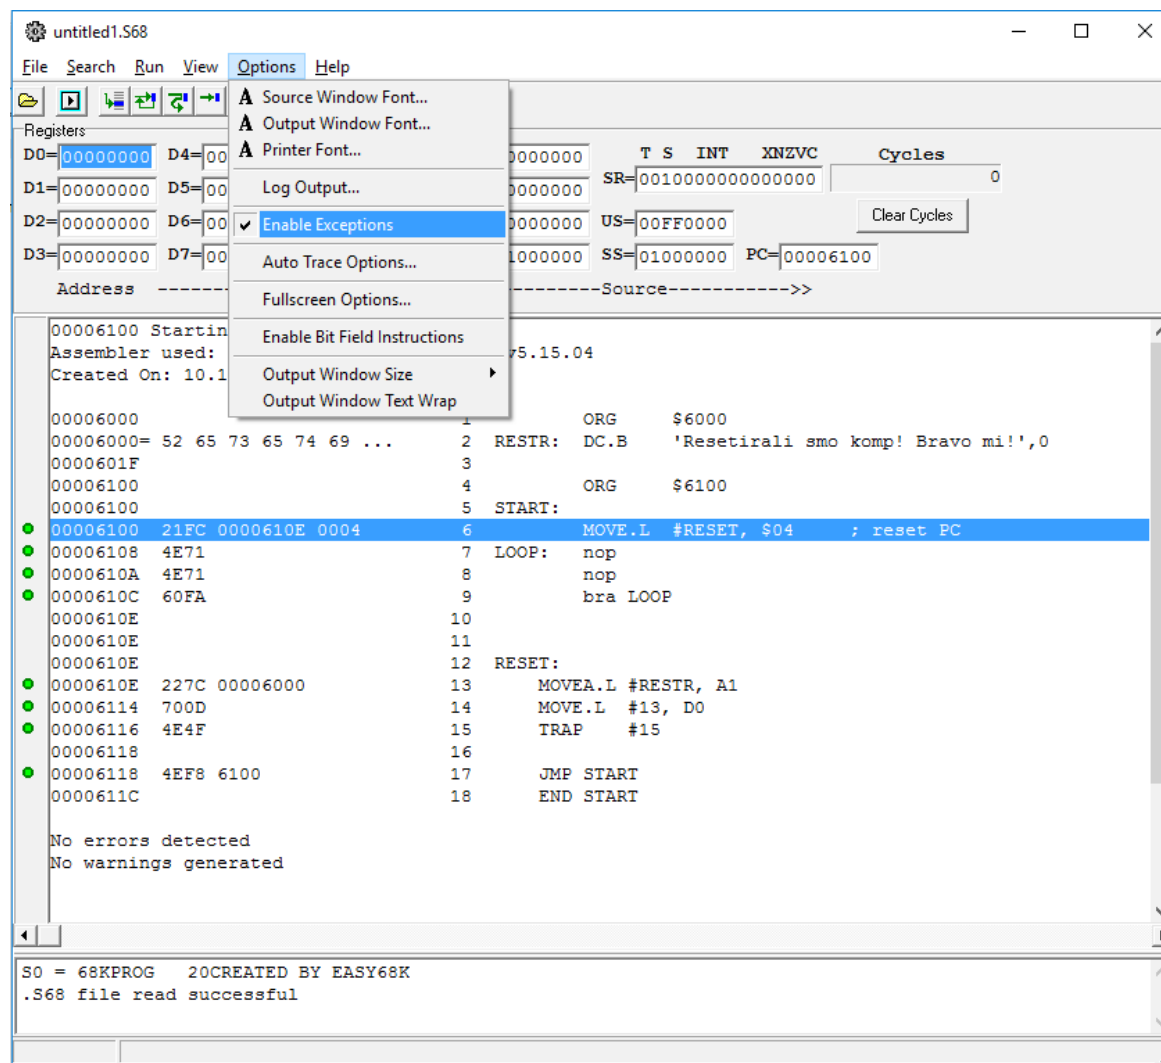 untitled1.S68
File Search Run View Options Help
Source Window Font...
Output Window Font...
Printer Font...
Log Output...
Enable Exceptions
Auto Trace Options...
Fullscreen Options...
Enable Bit Field Instructions
Output Window Size
Output Window Text Wrap
Registers
T S INT XNZVC Cycles
D0=00000000 D4=00 0000000 SR=0010000000000000 0
D1=00000000 D5=00 0000000
D2=00000000 D6=00 0000000 US=00FF0000 Clear Cycles
D3=00000000 D7=00 1000000 SS=01000000 PC=00006100
Address ------- ---------Source----------->>
00006100 Startin
Assembler used: v5.15.04
Created On: 10.1
00006000 1 ORG $6000
00006000= 52 65 73 65 74 69 ... 2 RESTR: DC.B 'Resetirali smo komp! Bravo mi!',0
0000601F 3
00006100 4 ORG $6100
00006100 5 START:
00006100 21FC 0000610E 0004 6 MOVE.L #RESET, $04 ; reset PC
00006108 4E71 7 LOOP: nop
0000610A 4E71 8 nop
0000610C 60FA 9 bra LOOP
0000610E 10
0000610E 11
0000610E 12 RESET:
0000610E 227C 00006000 13 MOVEA.L #RESTR, A1
00006114 700D 14 MOVE.L #13, D0
00006116 4E4F 15 TRAP #15
00006118 16
00006118 4EF8 6100 17 JMP START
0000611C 18 END START
No errors detected
No warnings generated
S0 = 68KPROG 20CREATED BY EASY68K
.S68 file read successful